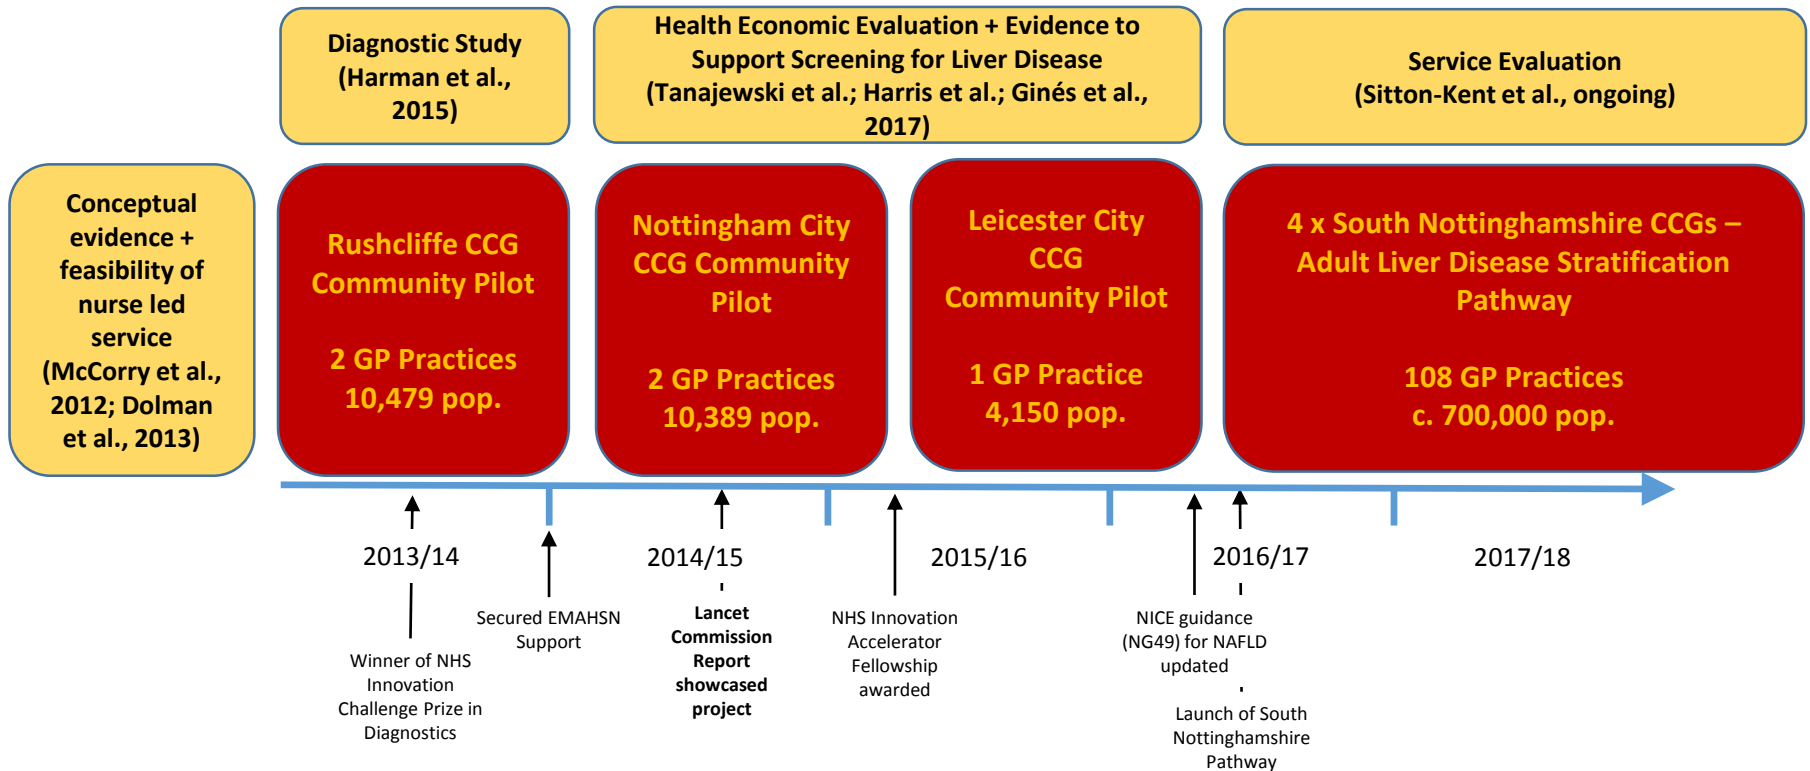 Diagnostic Study
(Harman et al.,
2015)
Health Economic Evaluation + Evidence to
Support Screening for Liver Disease
(Tanajewski et al.; Harris et al.; Ginés et al.,
2017)
Service Evaluation
(Sitton-Kent et al., ongoing)
Conceptual
evidence +
feasibility of
nurse led
service
(McCorry et al.,
2012; Dolman
et al., 2013)
Rushcliffe CCG
Community Pilot
2 GP Practices
10,479 pop.
Nottingham City
CCG Community
Pilot
2 GP Practices
10,389 pop.
Leicester City
CCG
Community Pilot
1 GP Practice
4,150 pop.
4 x South Nottinghamshire CCGs –
Adult Liver Disease Stratification
Pathway
108 GP Practices
c. 700,000 pop.
2013/14
2014/15
2015/16
2016/17
2017/18
Winner of NHS
Innovation
Challenge Prize in
Diagnostics
Secured EMAHSN
Support
Lancet
Commission
Report
showcased
project
NHS Innovation
Accelerator
Fellowship
awarded
NICE guidance
(NG49) for NAFLD
updated
Launch of South
Nottinghamshire
Pathway